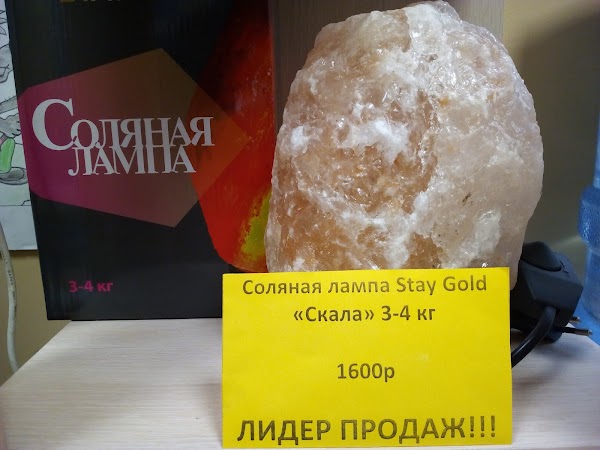 Соляная
лампа
3-4 кг
Соляная лампа Stay Gold
«Скала» 3-4 кг
1600р
ЛИДЕР ПРОДАЖ!!!